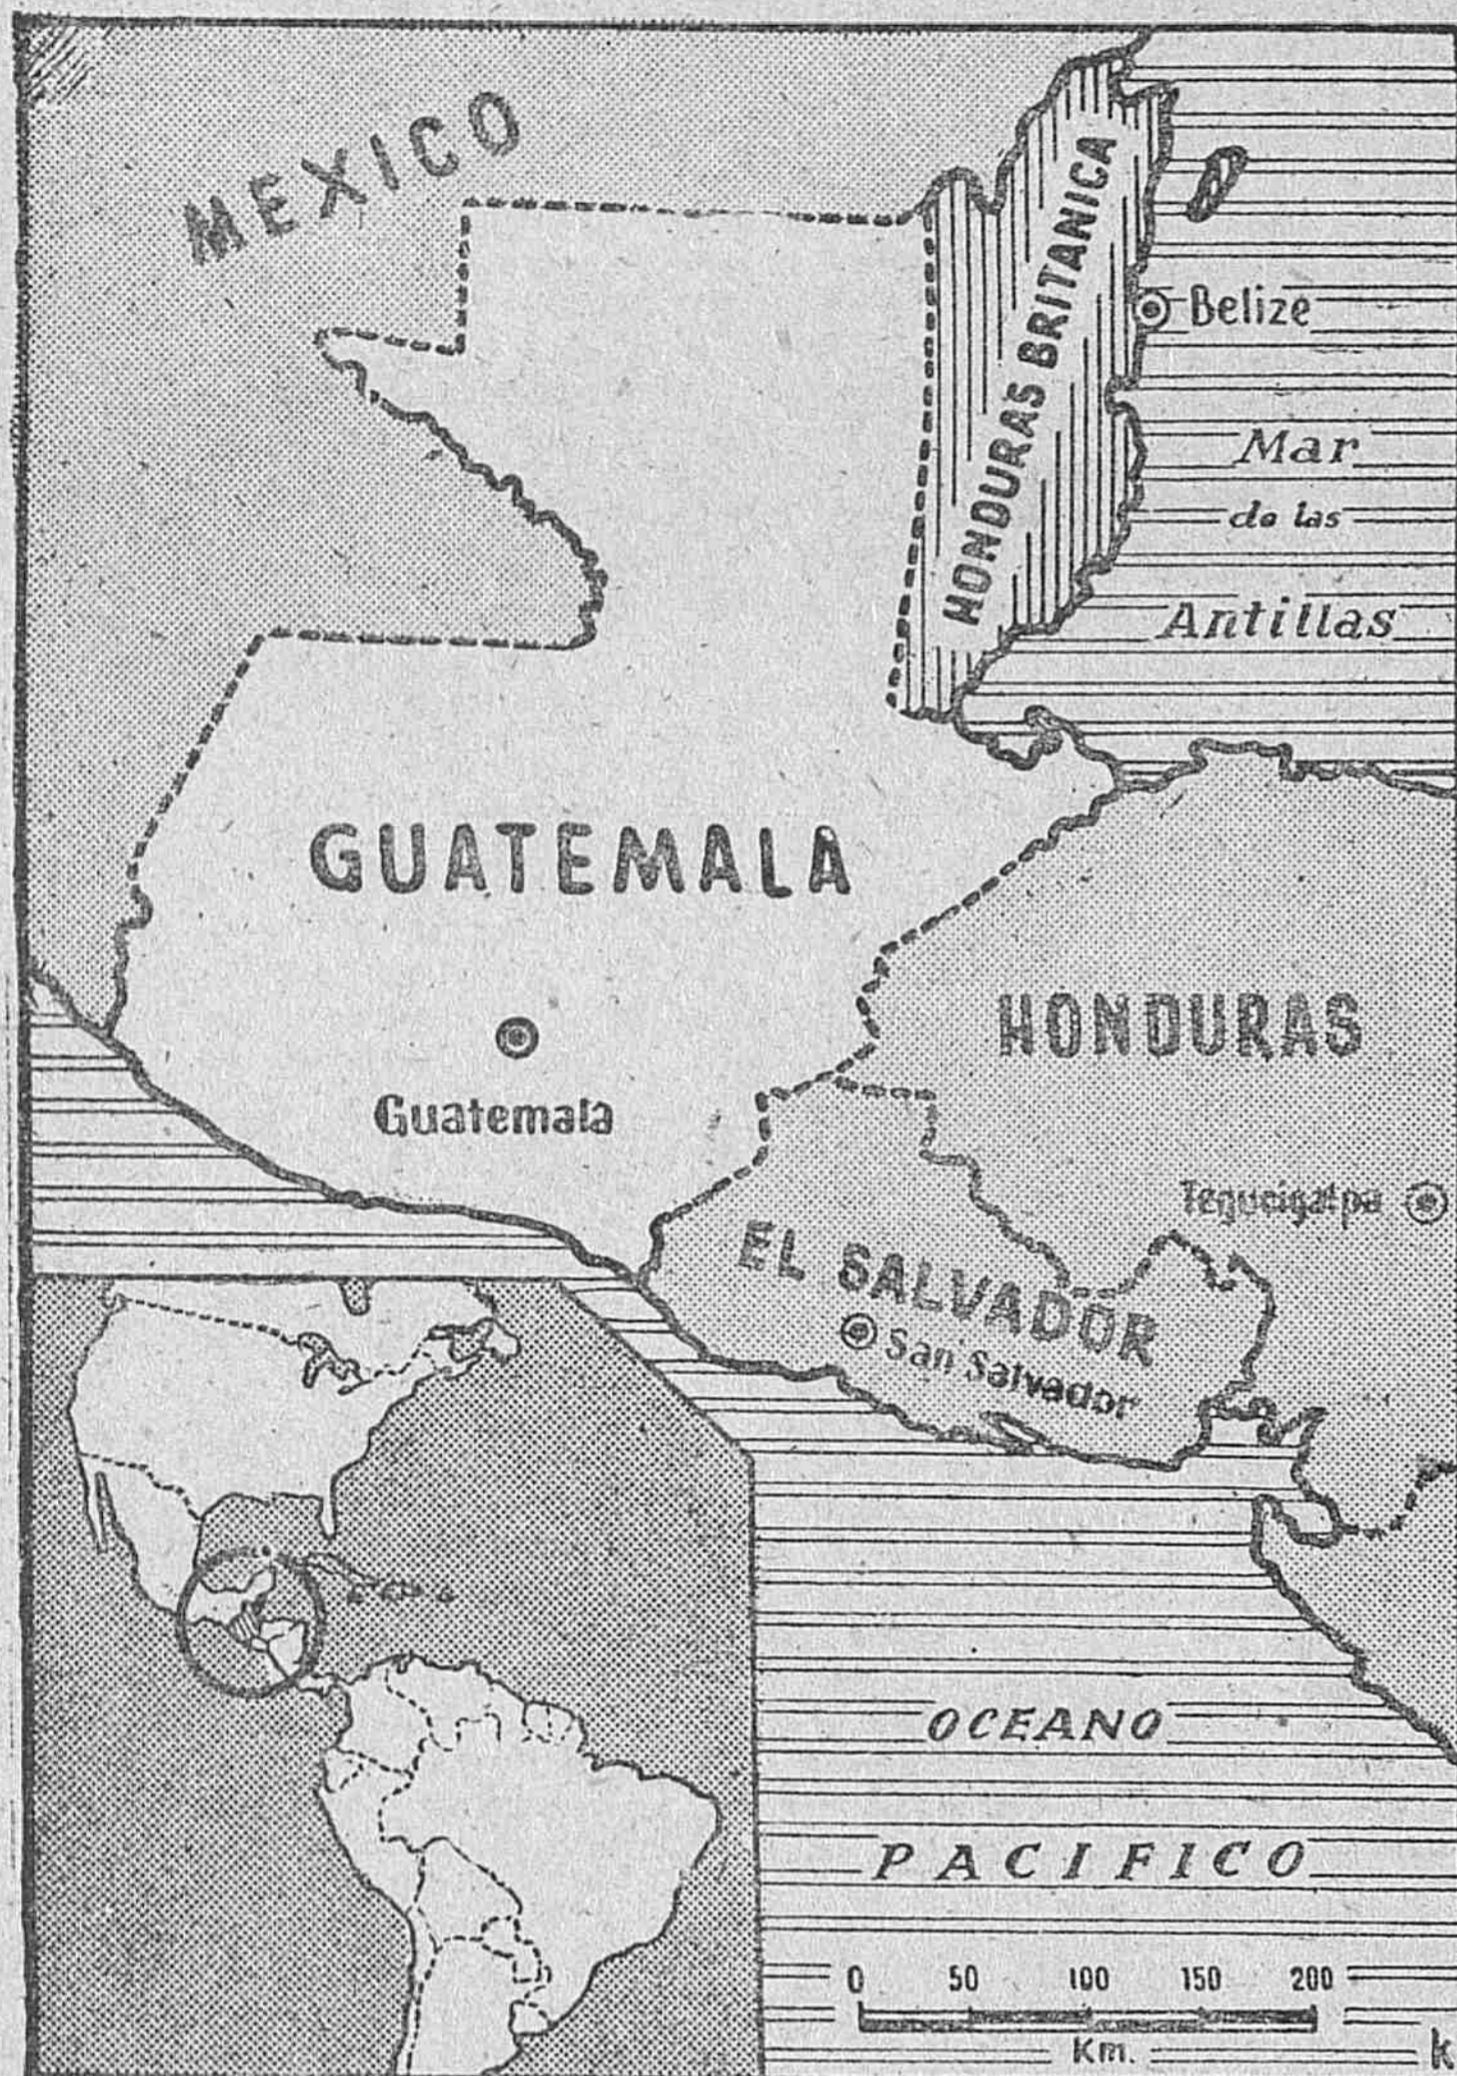 MEXICO
HONDURAS BRITANICA
Belize
Mar
de las
Antillas
GUATEMALA
HONDURAS
Guatemala
Tegucigalpa
EL SALVADOR
San Salvador
OCEANO
PACIFICO
0 50 100 150 200
Km.
k